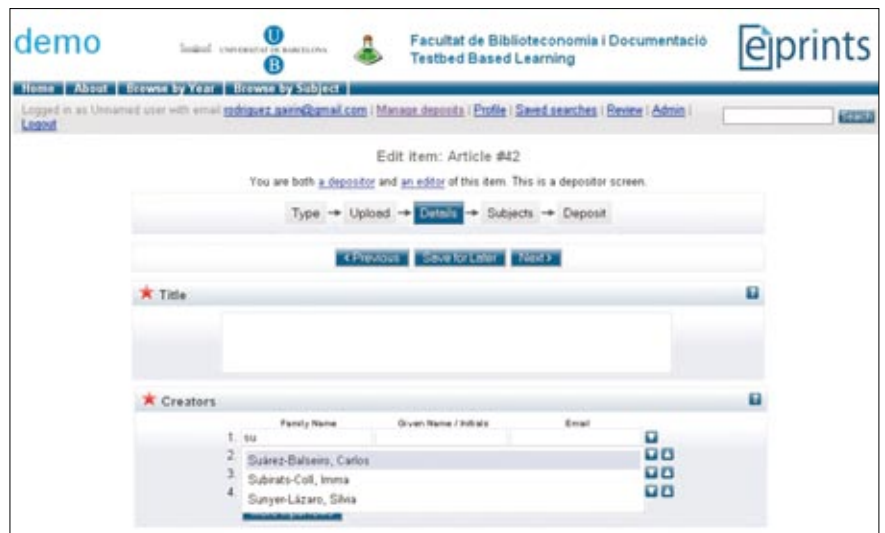 demo
UNIVERSITAT DE BARCELONA
U
B
Facultat de Biblioteconomia i Documentació
Testbed Based Learning
eprints
Home | About | Browse by Year | Browse by Subject |
Logged in as Unnamed user with email rodriguez.gairin@gmail.com | Manage deposits | Profile | Saved searches | Review | Admin |
Logout
Search
Edit item: Article #42
You are both a depositor and an editor of this item. This is a depositor screen.
Type → Upload → Details → Subjects → Deposit
< Previous Save for Later Next >
Title
?
Creators
?
Family Name Given Name / Initials Email
1. su
2. Suárez-Balseiro, Carlos
3. Subirats-Coll, Imma
4. Sunyer-Lázaro, Silvia